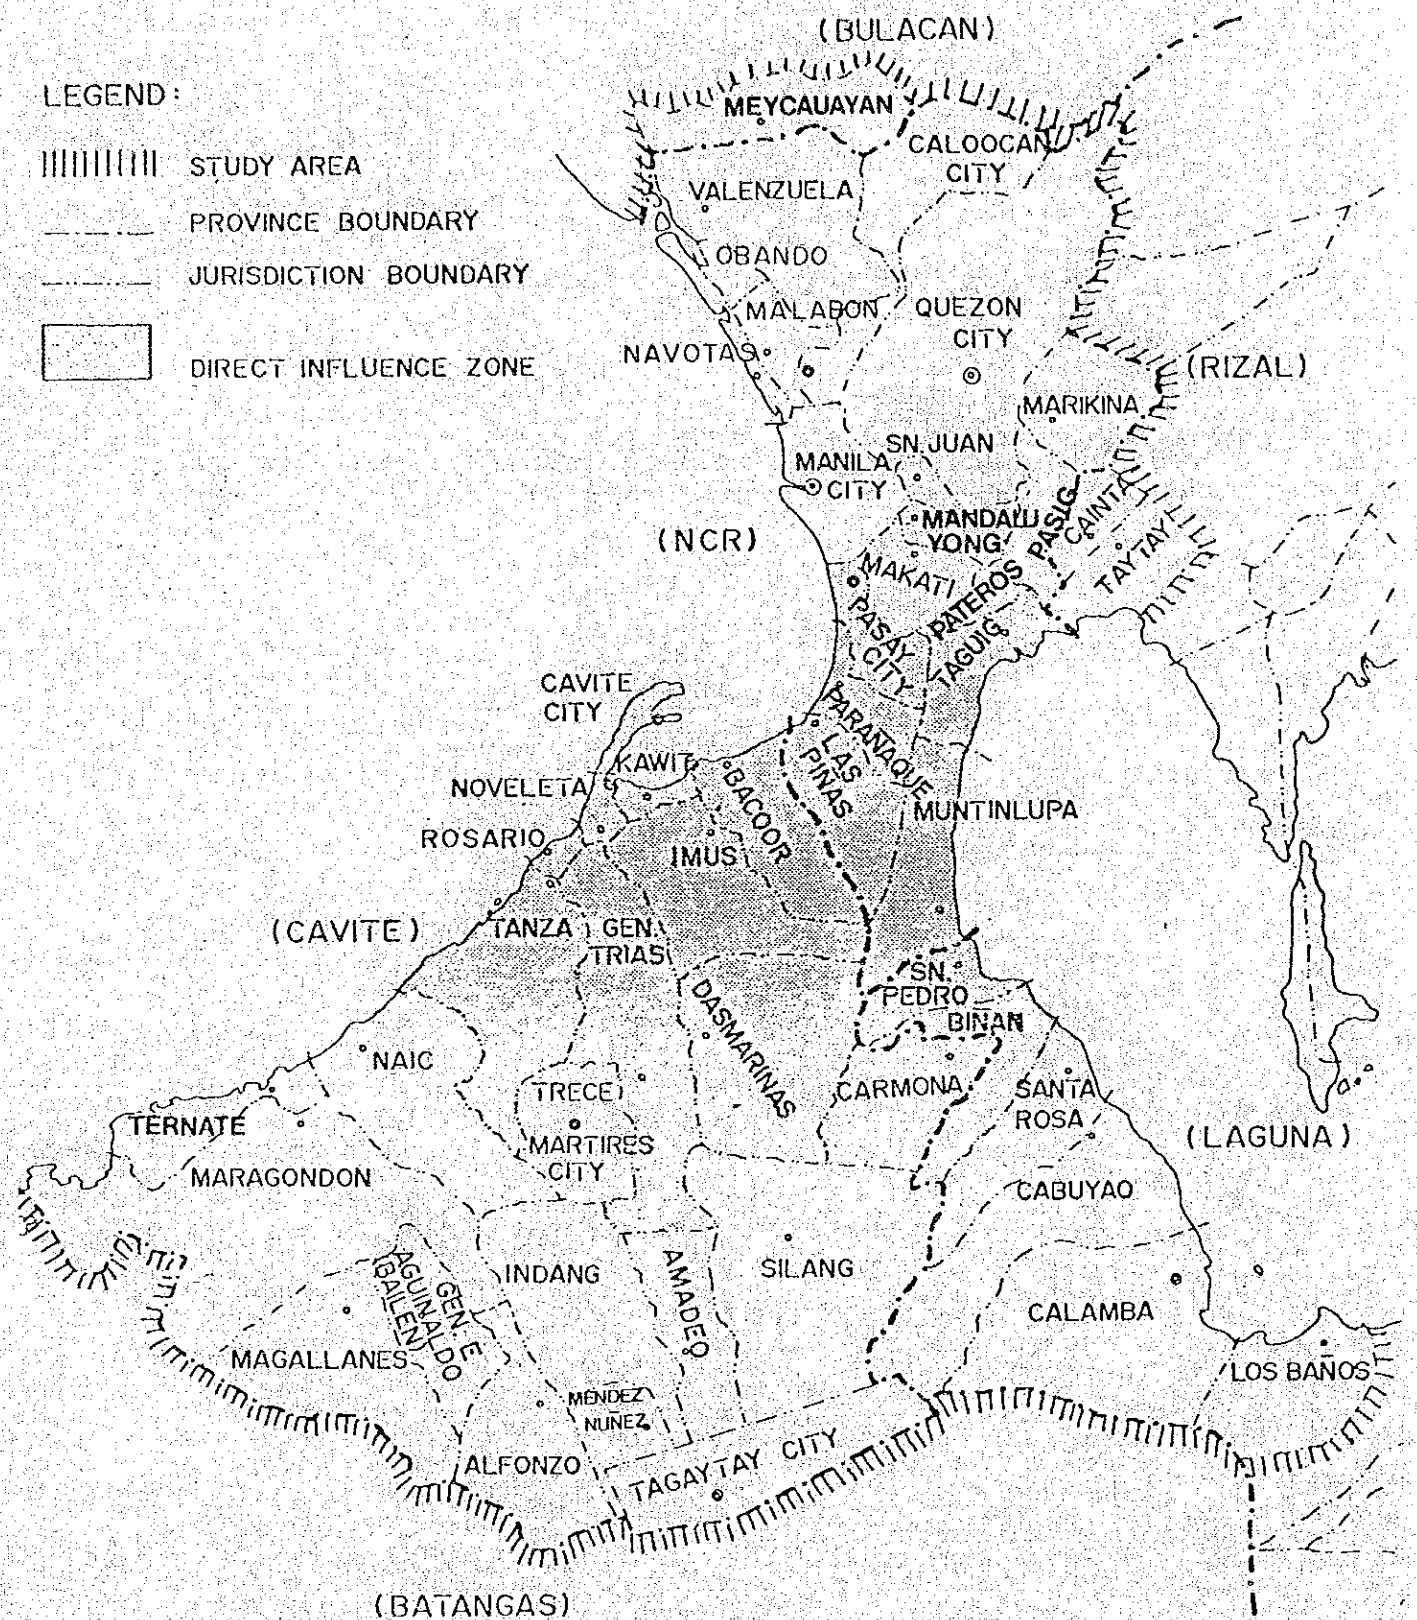 (BULACAN)
LEGEND:
STUDY AREA
PROVINCE BOUNDARY
JURISDICTION BOUNDARY
DIRECT INFLUENCE ZONE
MEYCAUAYAN
CALOOCAN
CITY
VALENZUELA
OBANDO
MALABON
QUEZON
CITY
NAVOTAS
(RIZAL)
MARIKINA
SN. JUAN
MANILA
CITY
MANDALU
YONG
PASIG
CAINTA
TAYTAY
(NCR)
MAKATI
PATEROS
PASAY
CITY
TAGUIG
CAVITE
CITY
PARANAQUE
LAS
PIÑAS
KAWIT
NOVELETA
BACOOR
MUNTINLUPA
ROSARIO
IMUS
(CAVITE)
TANZA
GEN.
TRIAS
SN.
PEDRO
BINAN
DASMARINAS
NAIC
TRECE
MARTIRES
CITY
CARMONA
SANTA
ROSA
TERNATE
MARAGONDON
(LAGUNA)
CABUYAO
INDANG
AMADEO
SILANG
GEN. E
AGUINALDO
(BAILEN)
CALAMBA
MAGALLANES
LOS BAÑOS
MENDEZ
NUÑEZ
ALFONZO
TAGAYTAY CITY
(BATANGAS)